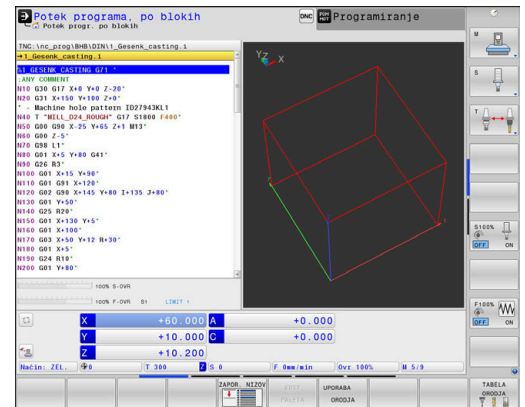 Potek programa, po blokih
Potek progr. po blokih
DNC
Programiranje
TNC:\nc_prog\BHB\DIN\1_Gesenk_casting.i
→1_Gesenk_casting.i
%1_GESENK_CASTING G71 *
;ANY COMMENT
N10 G30 G17 X+0 Y+0 Z-20*
N20 G31 X+150 Y+100 Z+0*
* - Machine hole pattern ID27943KL1
N40 T "MILL_D24_ROUGH" G17 S1800 F400*
N50 G00 G90 X-25 Y+65 Z+1 M13*
N60 G00 Z-5*
N70 G98 L1*
N80 G01 X+5 Y+80 G41*
N90 G26 R3*
N100 G01 X+15 Y+90*
N110 G01 G91 X+120*
N120 G02 G90 X+145 Y+80 I+135 J+80*
N130 G01 Y+50*
N140 G25 R20*
N150 G01 X+130 Y+5*
N160 G01 X+100*
N170 G03 X+50 Y+12 R+30*
N180 G01 X+5*
N190 G24 R10*
N200 G01 Y+80*
YZ X
100% S-OVR
100% F-OVR S1 LIMIT 1
X +60.000 A +0.000
Y +10.000 C +0.000
Z +10.200
Način: ŽEL. 0 T 300 Z S 0 F 0mm/min Ovr 100% M 5/9
M
S
T
S100%
OFF ON
F100%
OFF ON
ZAPOR. NIZOV
UPORABA
ORODJA
TABELA
ORODJA